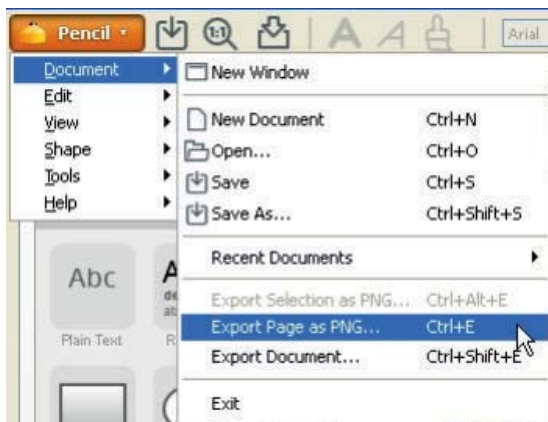 Pencil
1:1
A A
Arial
Document
Edit
View
Shape
Tools
Help
New Window
New Document Ctrl+N
Open... Ctrl+O
Save Ctrl+S
Save As... Ctrl+Shift+S
Recent Documents
Export Selection as PNG... Ctrl+Alt+E
Export Page as PNG... Ctrl+E
Export Document... Ctrl+Shift+E
Exit
Abc
Plain Text